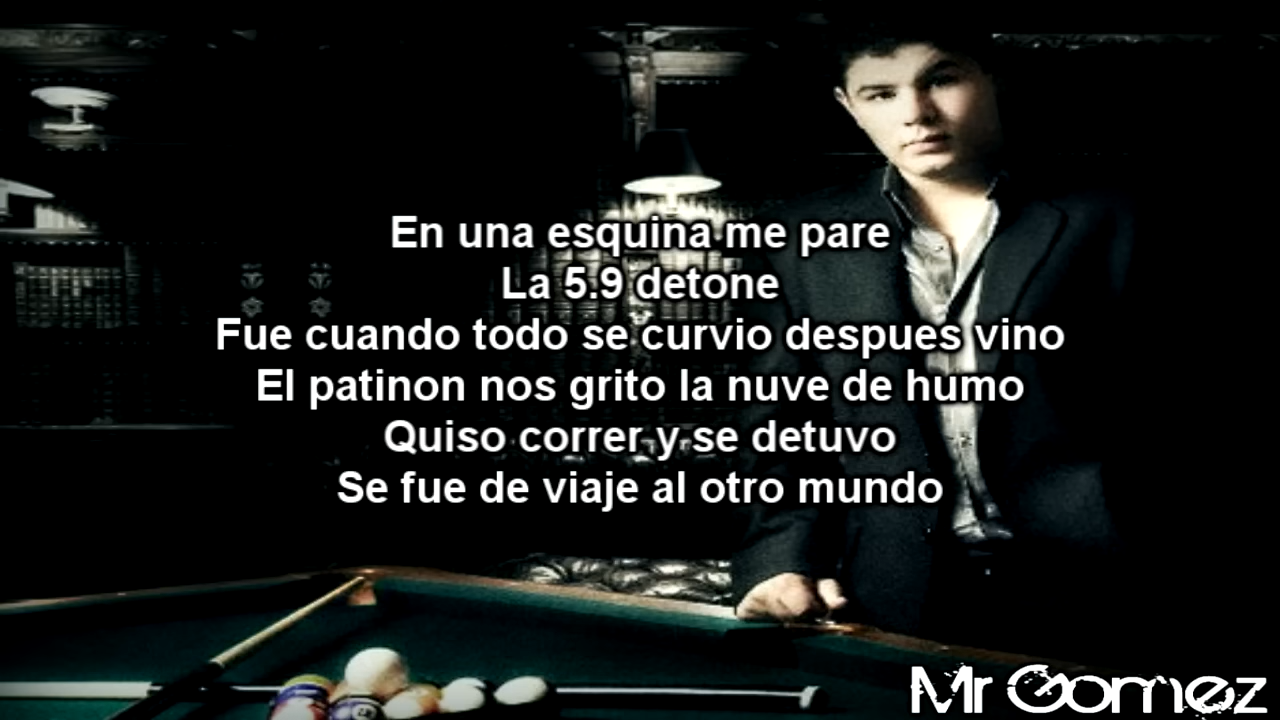 En una esquina me pare
La 5.9 detone
Fue cuando todo se curvio despues vino
El patinon nos grito la nuve de humo
Quiso correr y se detuvo
Se fue de viaje al otro mundo
Mr Gomez